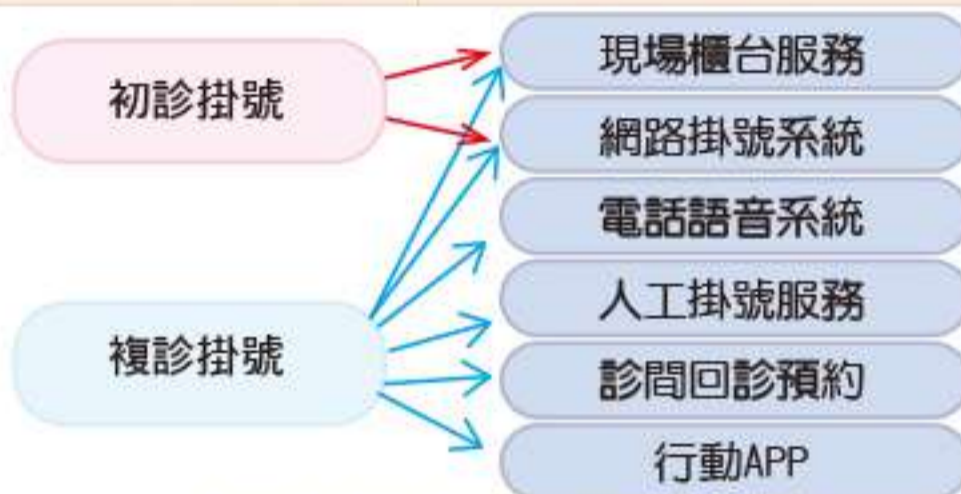 初診掛號
複診掛號
現場櫃台服務
網路掛號系統
電話語音系統
人工掛號服務
診間回診預約
行動APP